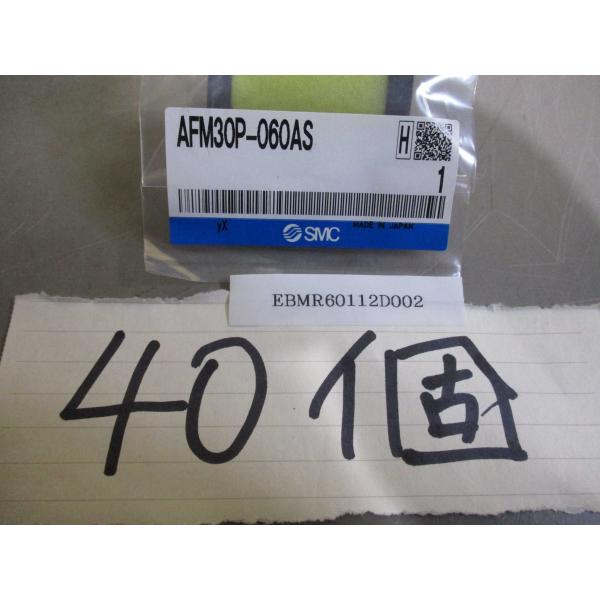 AFM30P-060AS
H
1
yX
SMC
MADE IN JAPAN
EBMR60112D002
40個